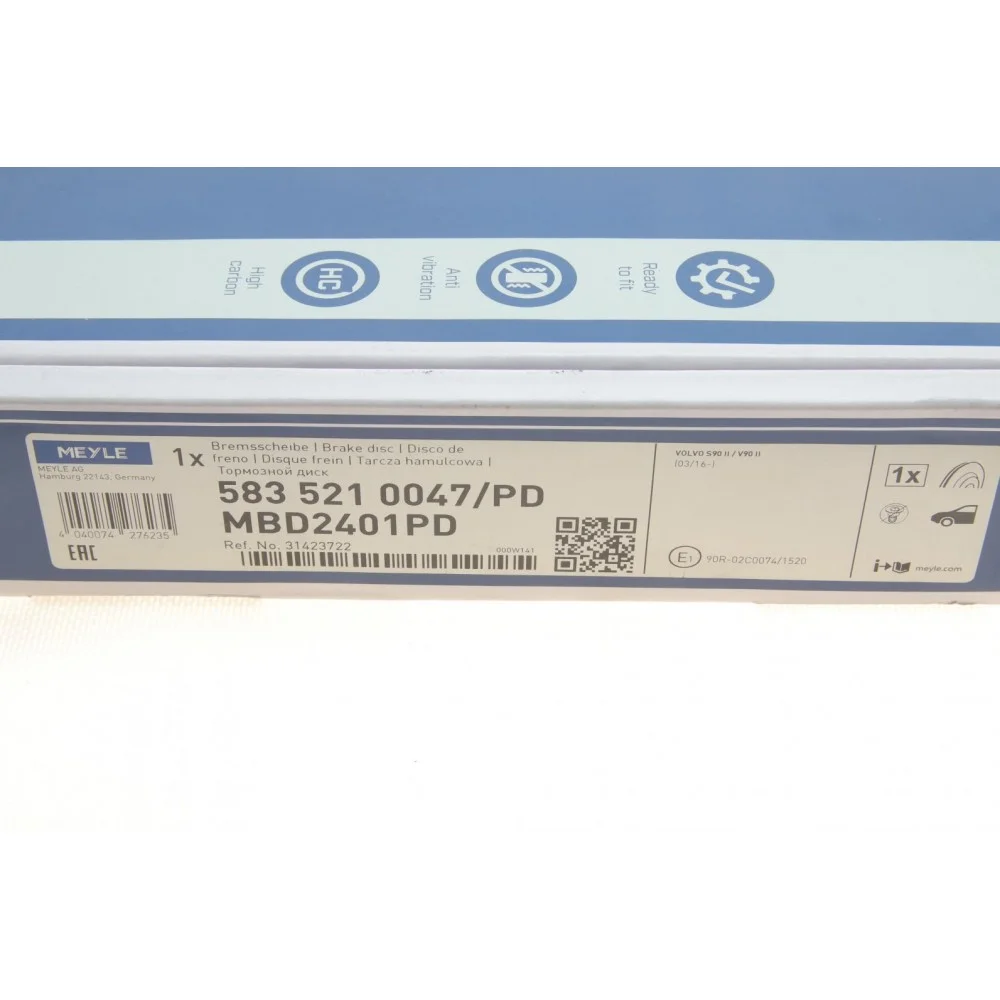 High
carbon
HC
Anti
vibration
Ready
to fit
MEYLE
MEYLE AG
Hamburg 22143, Germany
4 040074 276235
EAC
1x
Bremsscheibe | Brake disc | Disco de
freno | Disque frein | Tarcza hamulcowa |
Тормозной диск
583 521 0047/PD
MBD2401PD
Ref. No. 31423722
000W141
VOLVO S90 II / V90 II
(03/16-)
E1 90R-02C0074/1520
1x
i
meyle.com